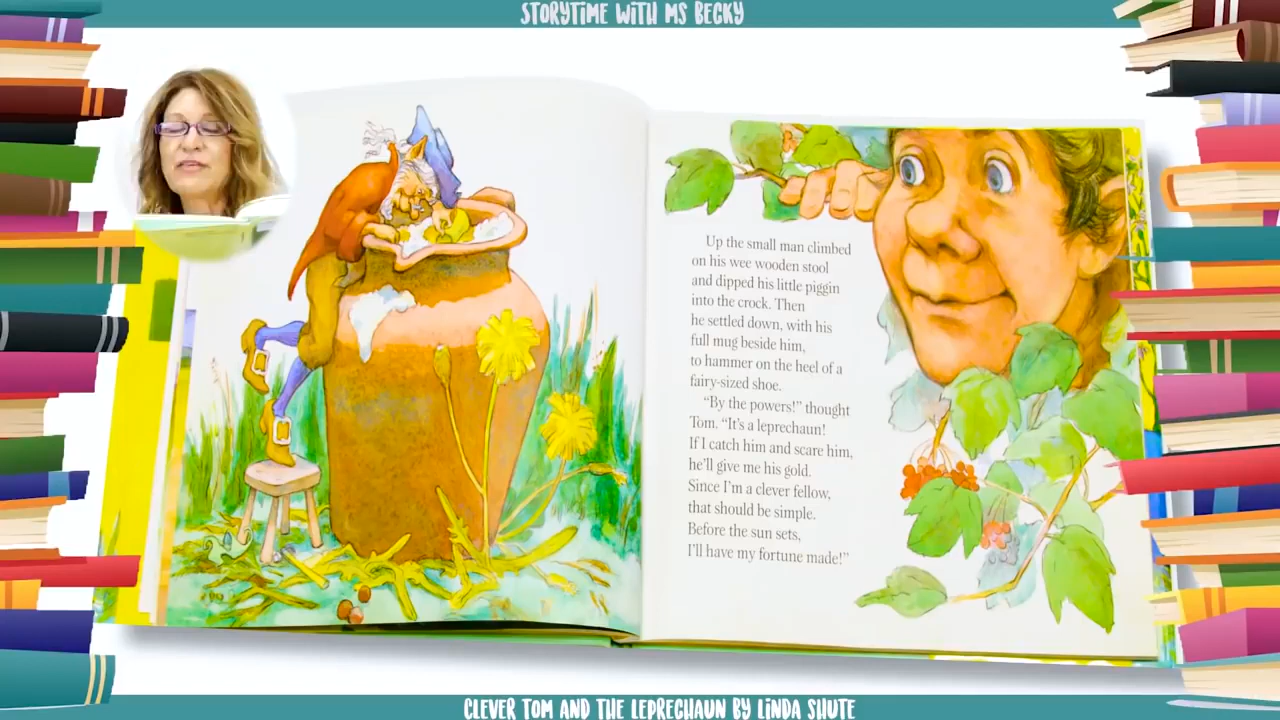 STORYTIME WITH MS BECKY
Up the small man climbed
on his wee wooden stool
and dipped his little piggin
into the crock. Then
he settled down, with his
full mug beside him,
to hammer on the heel of a
fairy-sized shoe.
“By the powers!” thought
Tom. “It’s a leprechaun!
If I catch him and scare him,
he’ll give me his gold.
Since I’m a clever fellow,
that should be simple.
Before the sun sets,
I’ll have my fortune made!”
CLEVER TOM AND THE LEPRECHAUN BY LINDA SHUTE